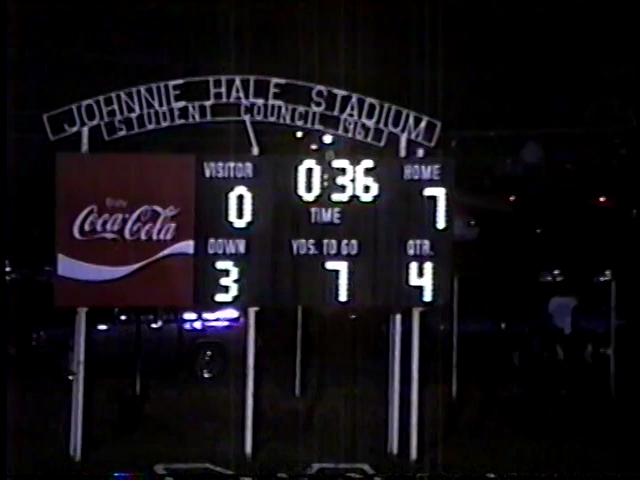 JOHNNIE HALE STADIUM
STUDENT COUNCIL 1961
Enjoy
Coca-Cola
VISITOR
0
0:36
TIME
HOME
7
DOWN
3
YDS. TO GO
7
QTR.
4